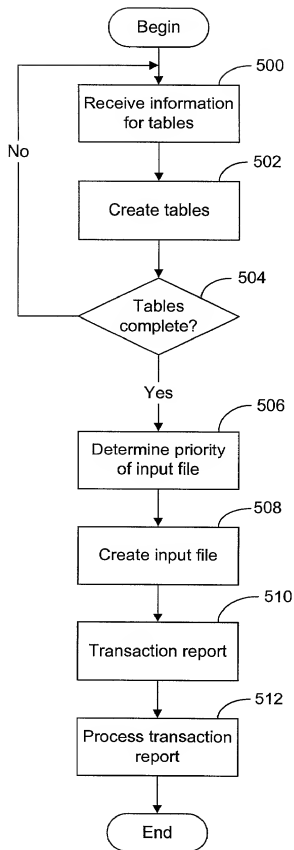 Begin
500
Receive information
for tables
No
502
Create tables
504
Tables
complete?
Yes
506
Determine priority
of input file
508
Create input file
510
Transaction report
512
Process transaction
report
End